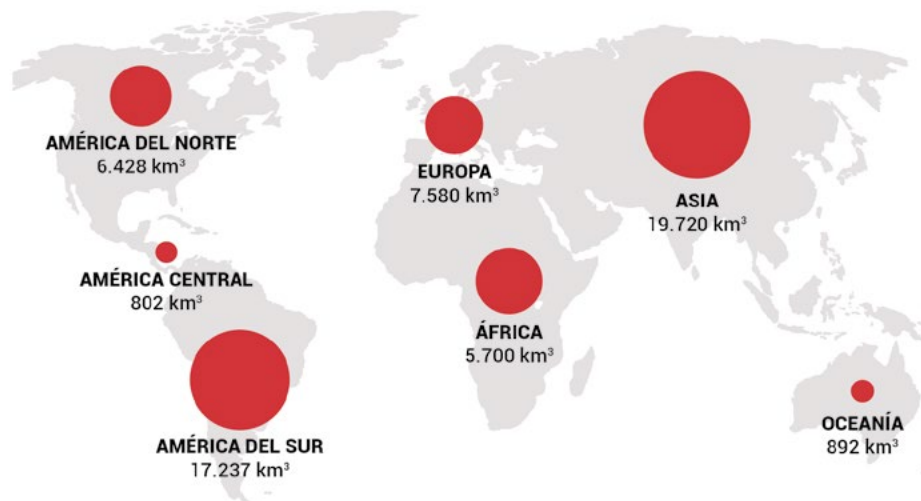 AMÉRICA DEL NORTE
6.428 km³
EUROPA
7.580 km³
ASIA
19.720 km³
AMÉRICA CENTRAL
802 km³
ÁFRICA
5.700 km³
AMÉRICA DEL SUR
17.237 km³
OCEANÍA
892 km³